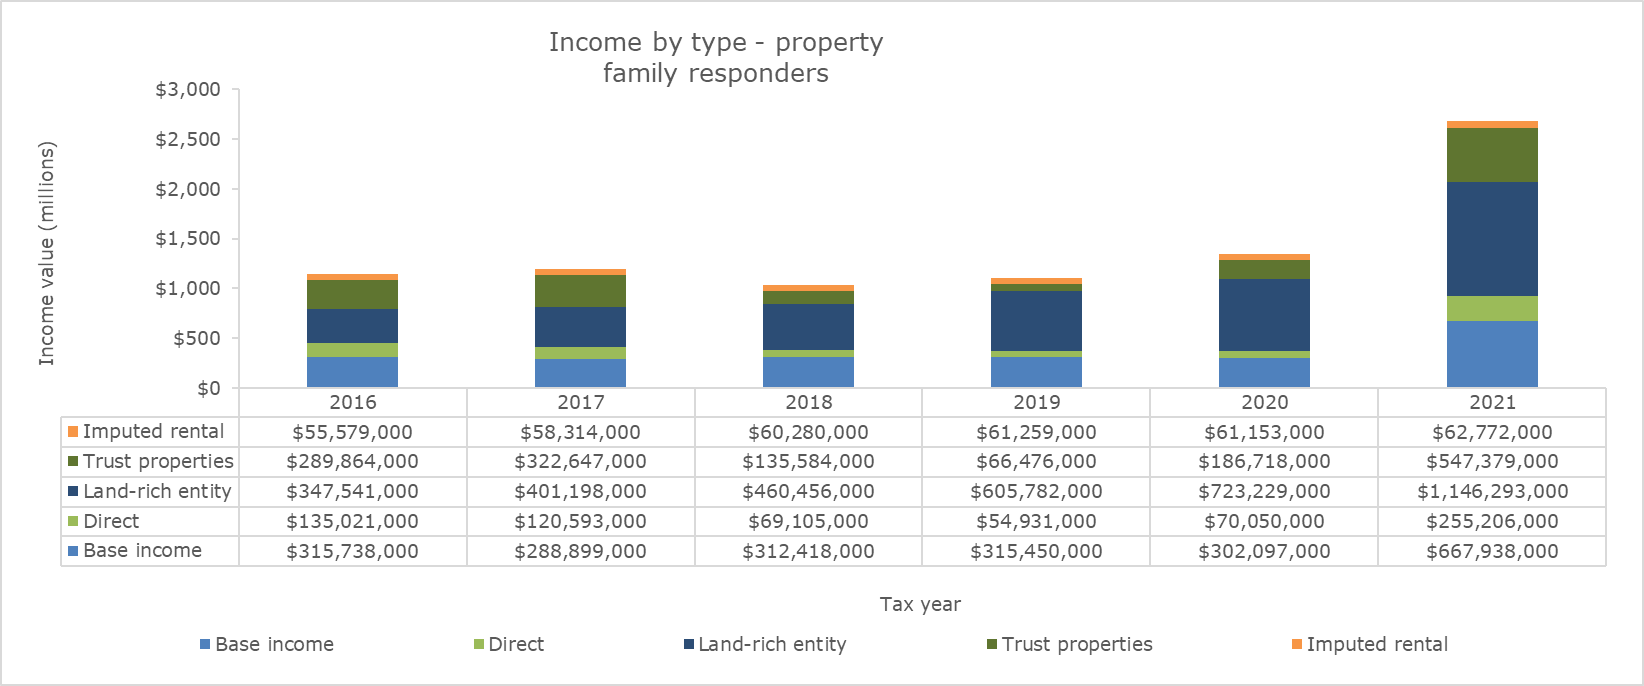 Income by type - property
family responders
$3,000
$2,500
$2,000
$1,500
$1,000
$500
$0
Income value (millions)
2016 2017 2018 2019 2020 2021
Imputed rental $55,579,000 $58,314,000 $60,280,000 $61,259,000 $61,153,000 $62,772,000
Trust properties $289,864,000 $322,647,000 $135,584,000 $66,476,000 $186,718,000 $547,379,000
Land-rich entity $347,541,000 $401,198,000 $460,456,000 $605,782,000 $723,229,000 $1,146,293,000
Direct $135,021,000 $120,593,000 $69,105,000 $54,931,000 $70,050,000 $255,206,000
Base income $315,738,000 $288,899,000 $312,418,000 $315,450,000 $302,097,000 $667,938,000
Tax year
Base income Direct Land-rich entity Trust properties Imputed rental